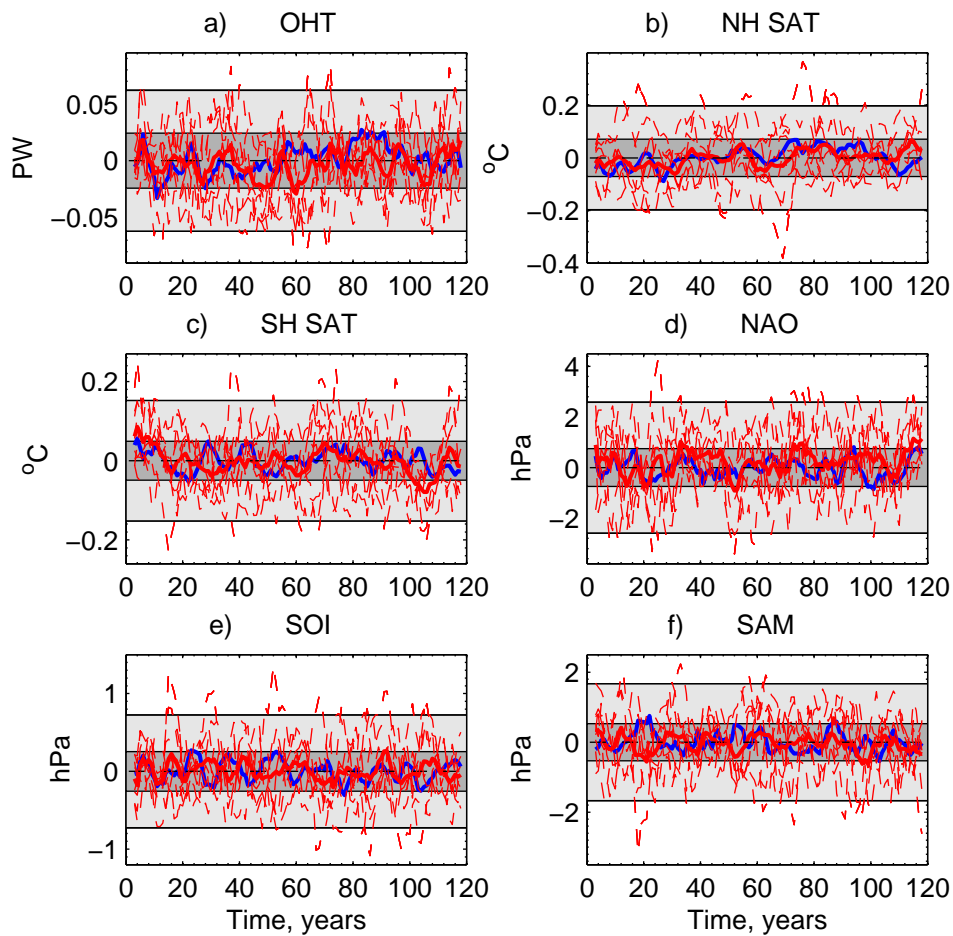 a) OHT
b) NH SAT
PW
0.05
0
−0.05
0 20 40 60 80 100 120
°C
0.2
0
−0.2
−0.4
0 20 40 60 80 100 120
c) SH SAT
d) NAO
°C
0.2
0
−0.2
0 20 40 60 80 100 120
hPa
4
2
0
−2
0 20 40 60 80 100 120
e) SOI
f) SAM
hPa
1
0
−1
0 20 40 60 80 100 120
Time, years
hPa
2
0
−2
0 20 40 60 80 100 120
Time, years